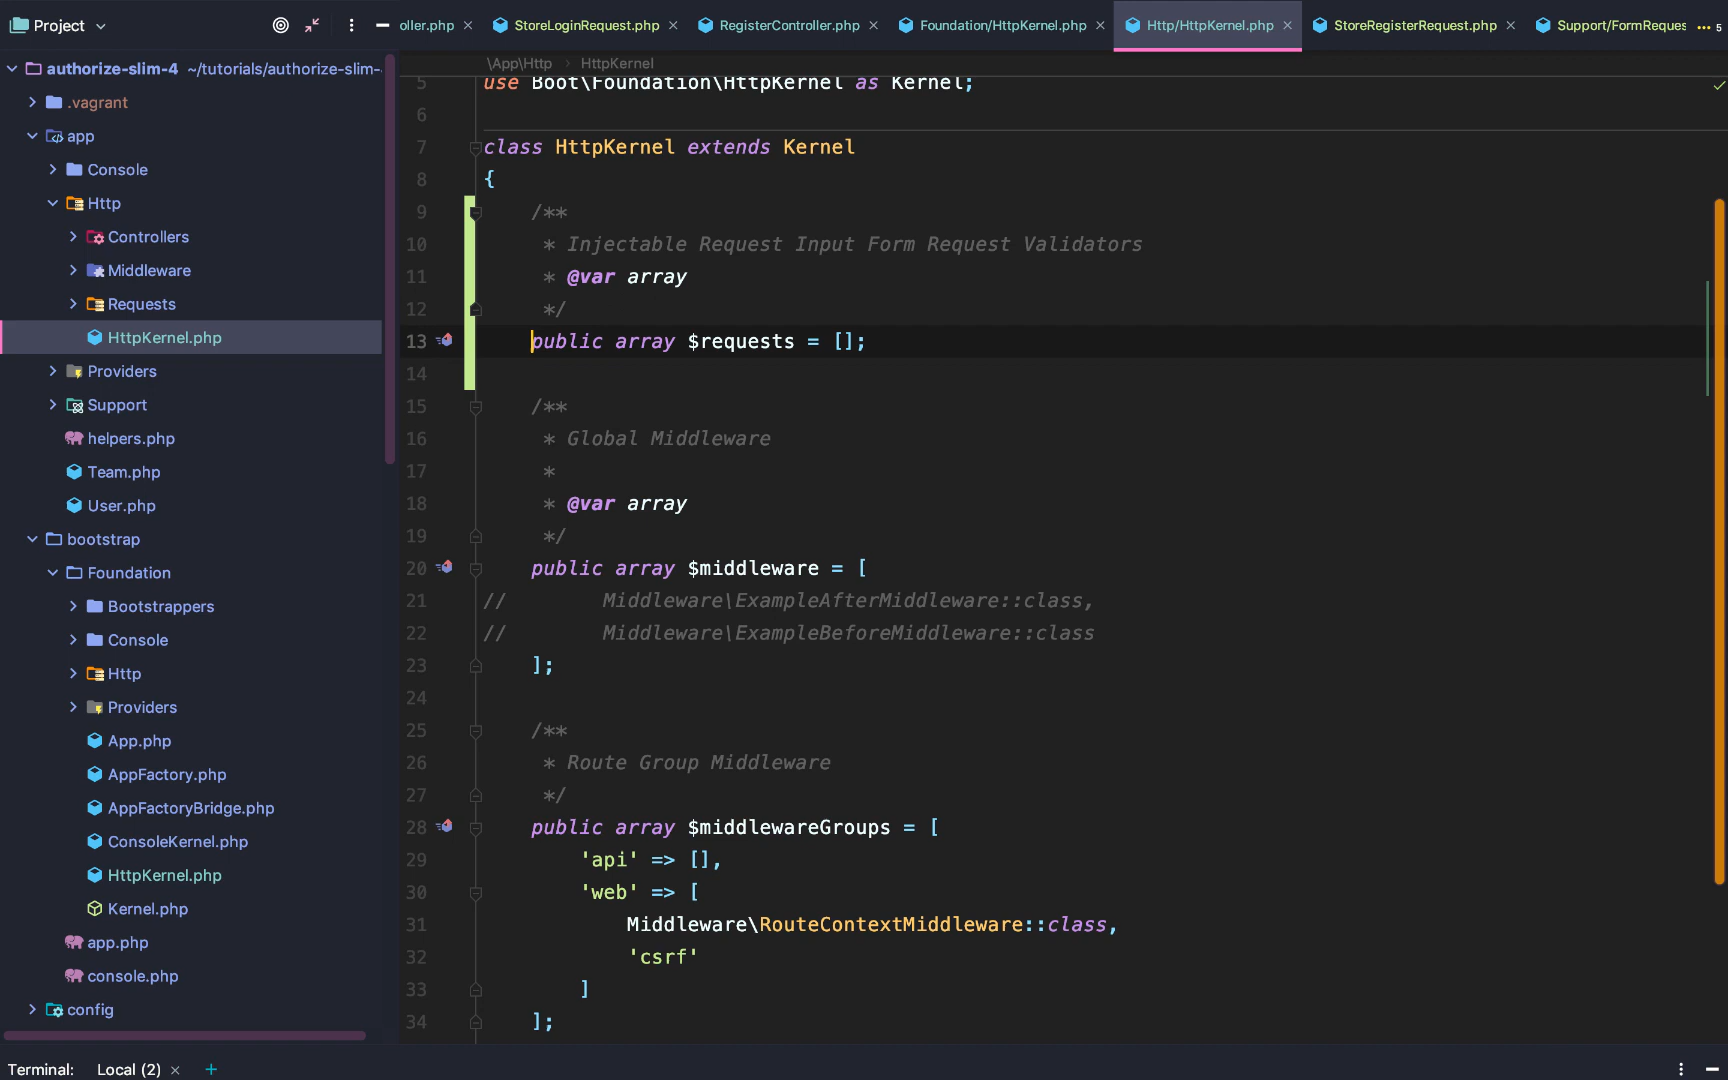 Project
oller.php
StoreLoginRequest.php
RegisterController.php
Foundation/HttpKernel.php
Http/HttpKernel.php
StoreRegisterRequest.php
Support/FormReques
5
authorize-slim-4 ~/tutorials/authorize-slim-
.vagrant
app
Console
Http
Controllers
Middleware
Requests
HttpKernel.php
Providers
Support
helpers.php
Team.php
User.php
bootstrap
Foundation
Bootstrappers
Console
Http
Providers
App.php
AppFactory.php
AppFactoryBridge.php
ConsoleKernel.php
HttpKernel.php
Kernel.php
app.php
console.php
config
\App\Http > HttpKernel
5 use Boot\Foundation\HttpKernel as Kernel;
6
7 class HttpKernel extends Kernel
8 {
9 /**
10 * Injectable Request Input Form Request Validators
11 * @var array
12 */
13 public array $requests = [];
14
15 /**
16 * Global Middleware
17 *
18 * @var array
19 */
20 public array $middleware = [
21 // Middleware\ExampleAfterMiddleware::class,
22 // Middleware\ExampleBeforeMiddleware::class
23 ];
24
25 /**
26 * Route Group Middleware
27 */
28 public array $middlewareGroups = [
29 'api' => [],
30 'web' => [
31 Middleware\RouteContextMiddleware::class,
32 'csrf'
33 ]
34 ];
Terminal: Local (2) × +